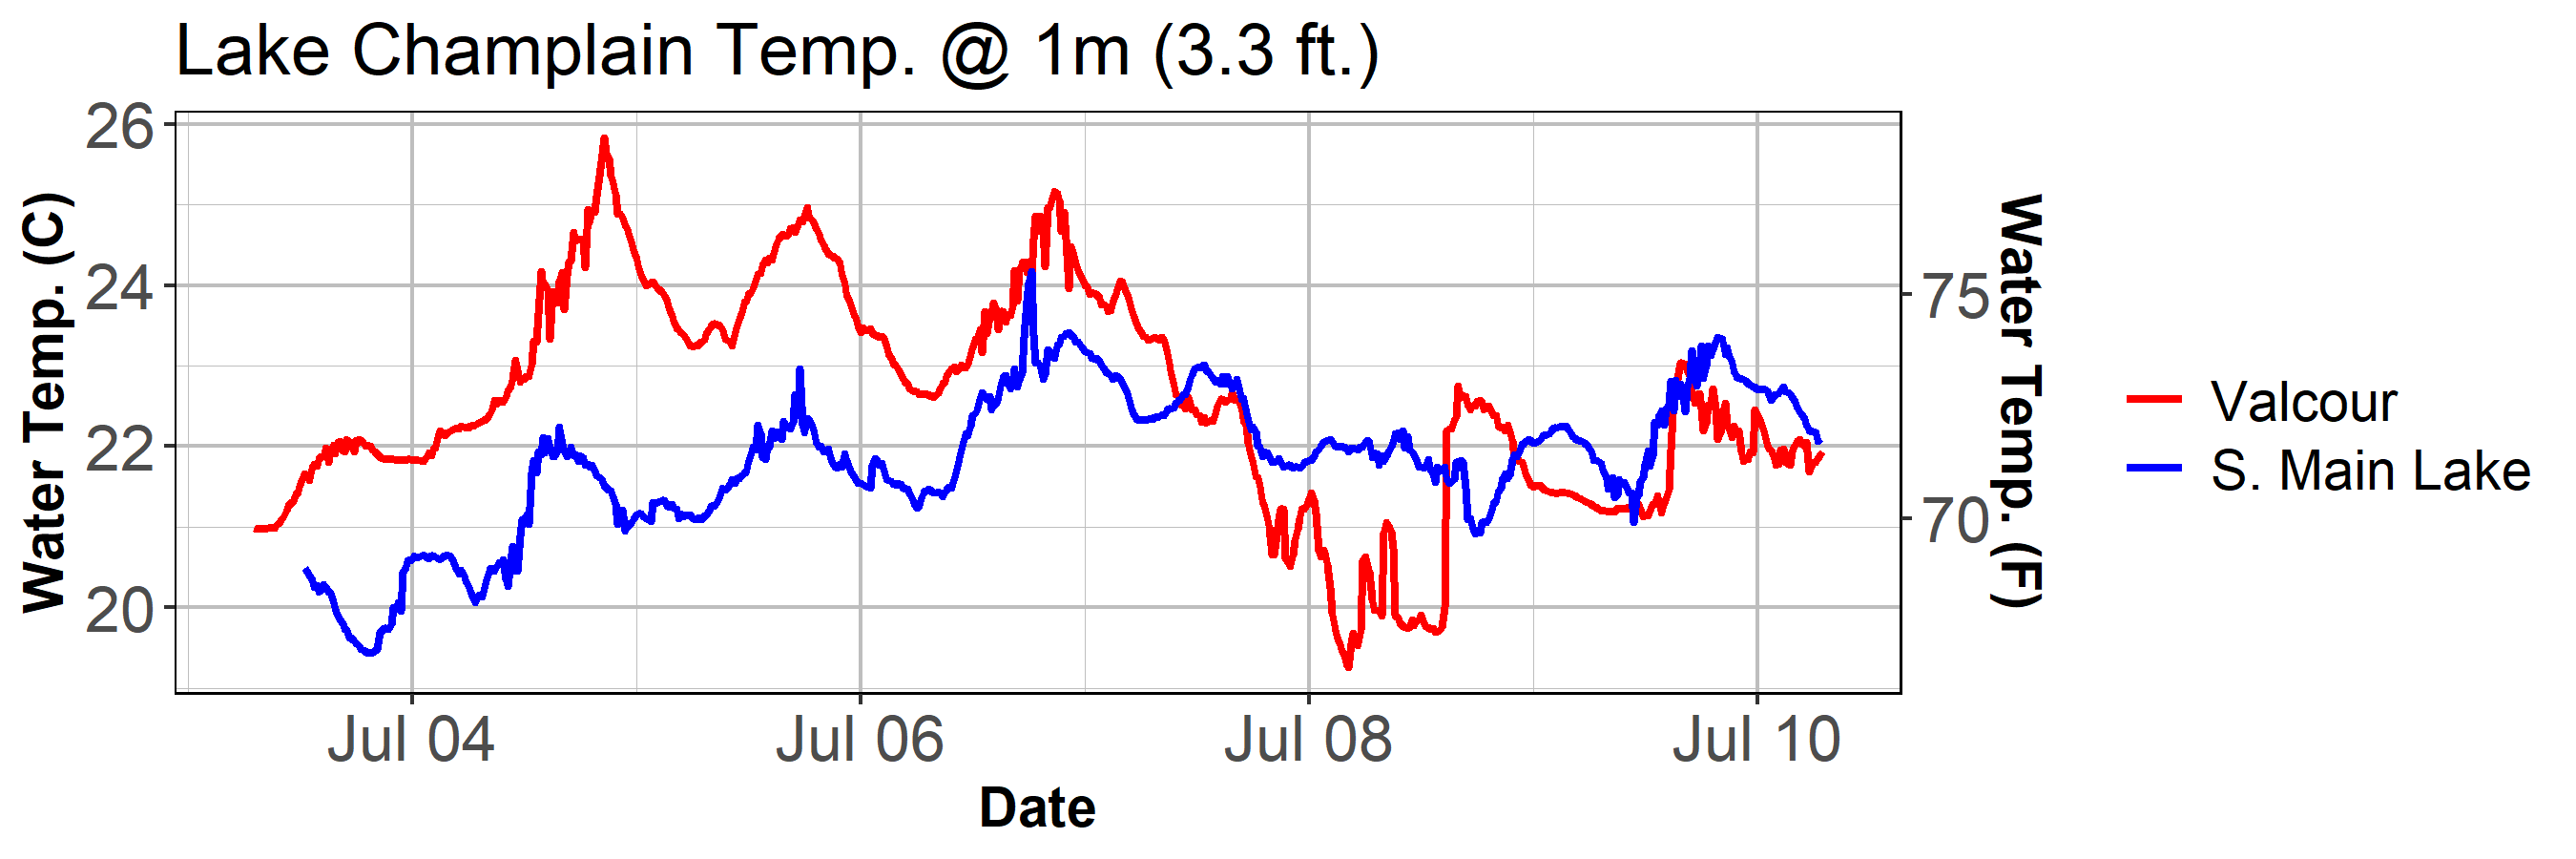 Lake Champlain Temp. @ 1m (3.3 ft.)
Water Temp. (C)
26
24
22
20
75
70
Water Temp. (F)
Jul 04
Jul 06
Jul 08
Jul 10
Date
Valcour
S. Main Lake